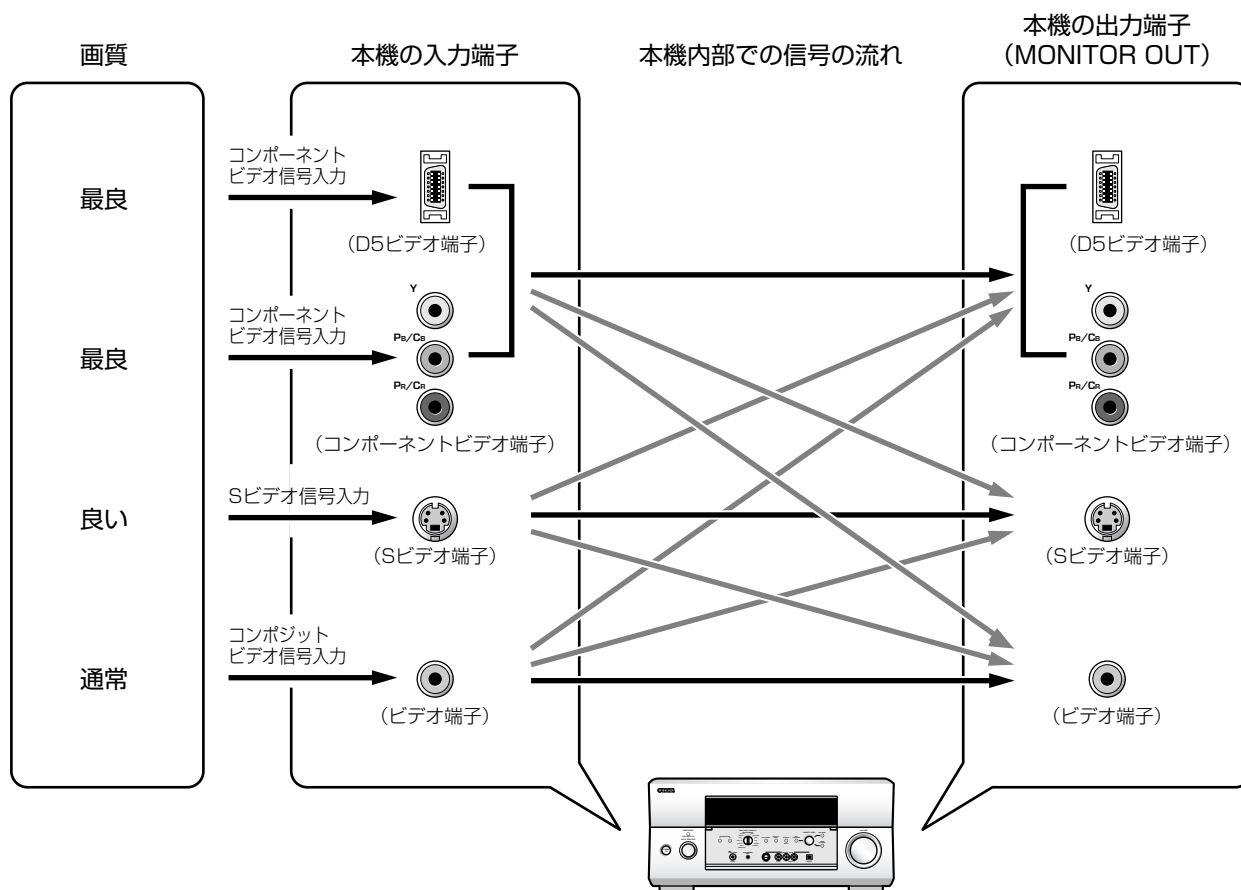 画質
本機の入力端子
本機内部での信号の流れ
本機の出力端子
（MONITOR OUT）
最良
コンポーネント
ビデオ信号入力
（D5ビデオ端子）
（D5ビデオ端子）
最良
コンポーネント
ビデオ信号入力
Y
PB/CB
PR/CR
（コンポーネントビデオ端子）
Y
PB/CB
PR/CR
（コンポーネントビデオ端子）
良い
Sビデオ信号入力
（Sビデオ端子）
（Sビデオ端子）
通常
コンポジット
ビデオ信号入力
（ビデオ端子）
（ビデオ端子）